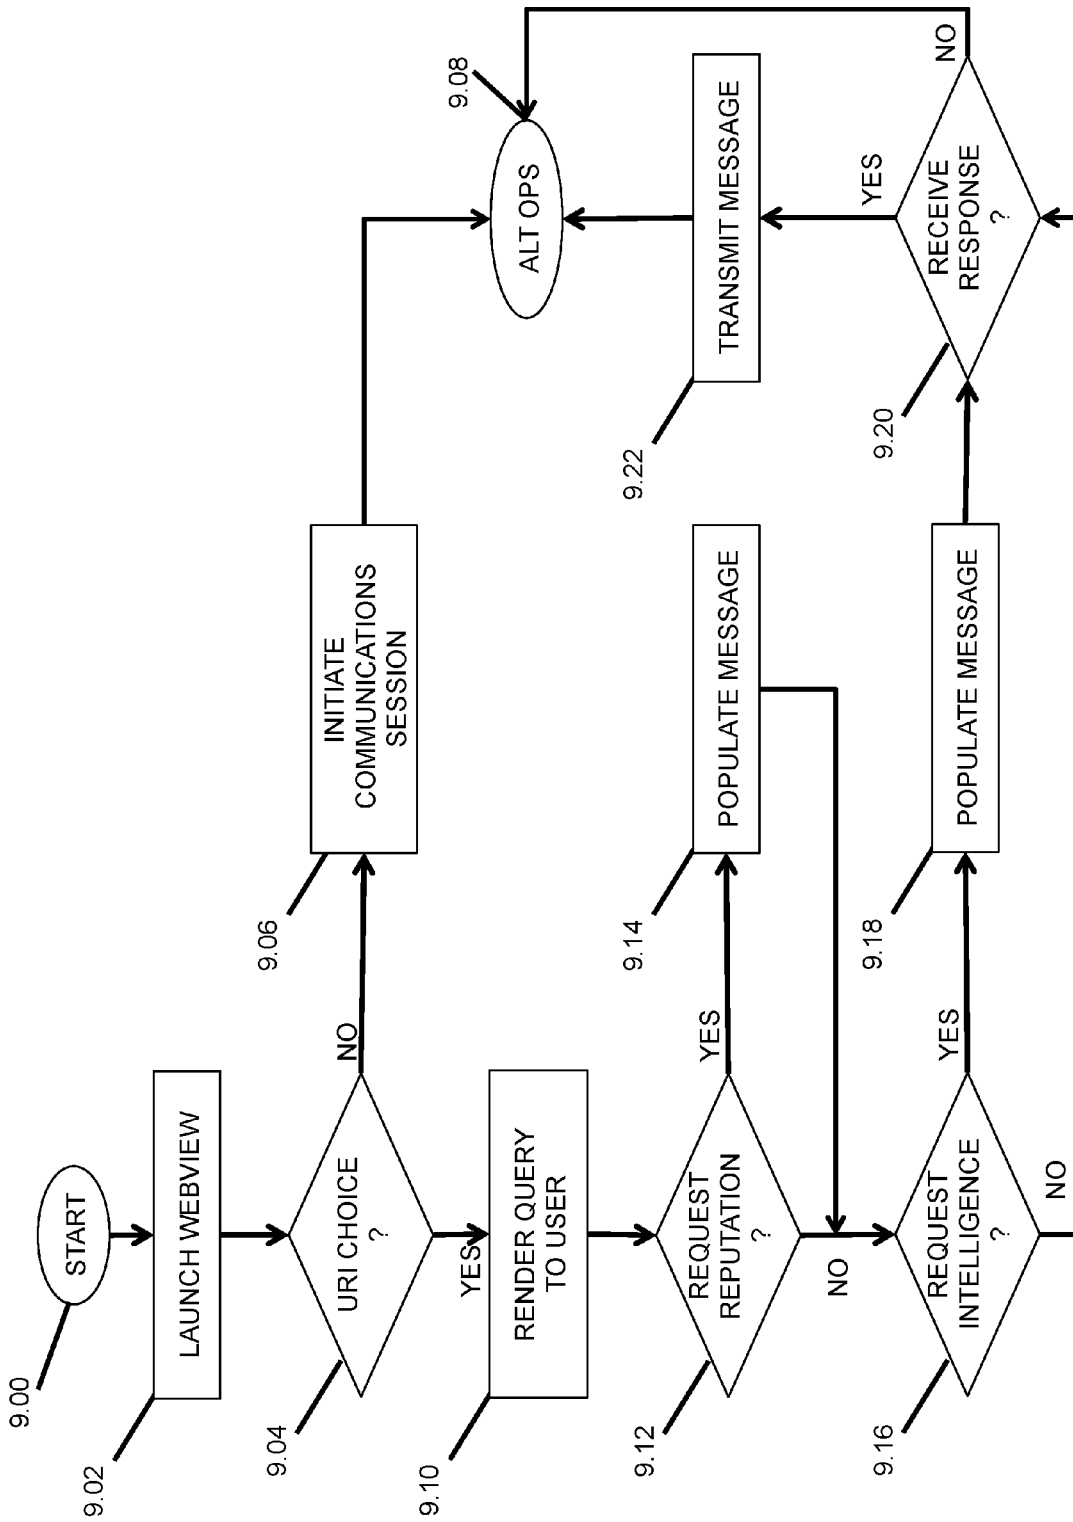 9.00
START
9.02
LAUNCH WEBVIEW
9.04
URI CHOICE
?
NO
9.06
INITIATE
COMMUNICATIONS
SESSION
9.08
ALT OPS
YES
9.10
RENDER QUERY
TO USER
9.12
REQUEST
REPUTATION
?
YES
9.14
POPULATE MESSAGE
NO
9.16
REQUEST
INTELLIGENCE
?
YES
NO
9.18
POPULATE MESSAGE
9.20
RECEIVE
RESPONSE
?
YES
NO
9.22
TRANSMIT MESSAGE